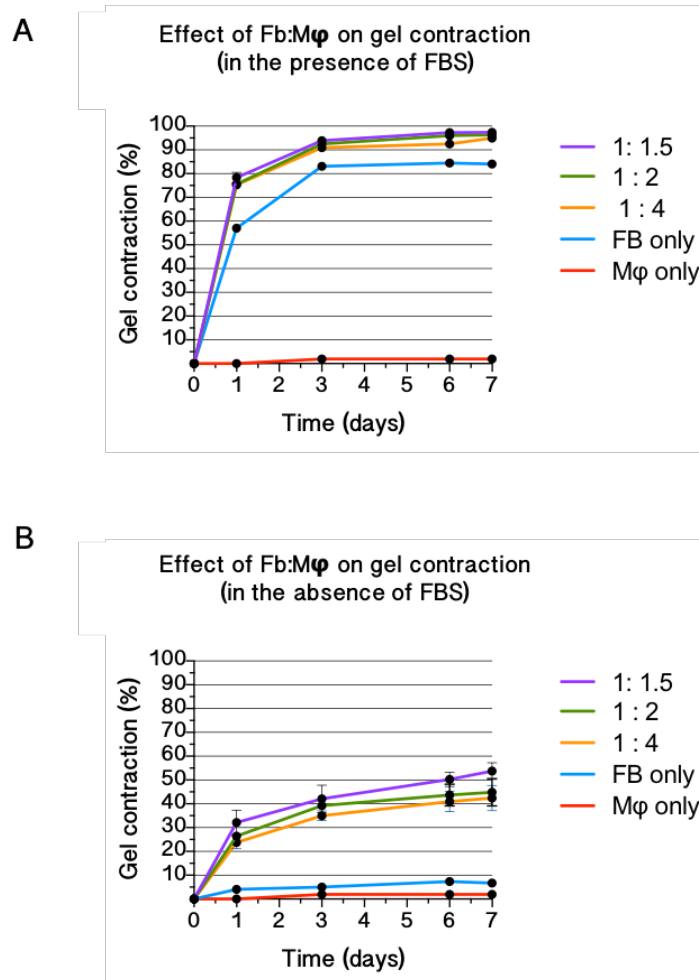 A
Effect of Fb:Mφ on gel contraction
(in the presence of FBS)
Gel contraction (%)
100
90
80
70
60
50
40
30
20
10
0 1 2 3 4 5 6 7
Time (days)
1: 1.5
1 : 2
1 : 4
FB only
Mφ only
B
Effect of Fb:Mφ on gel contraction
(in the absence of FBS)
Gel contraction (%)
100
90
80
70
60
50
40
30
20
10
0 1 2 3 4 5 6 7
Time (days)
1: 1.5
1 : 2
1 : 4
FB only
Mφ only